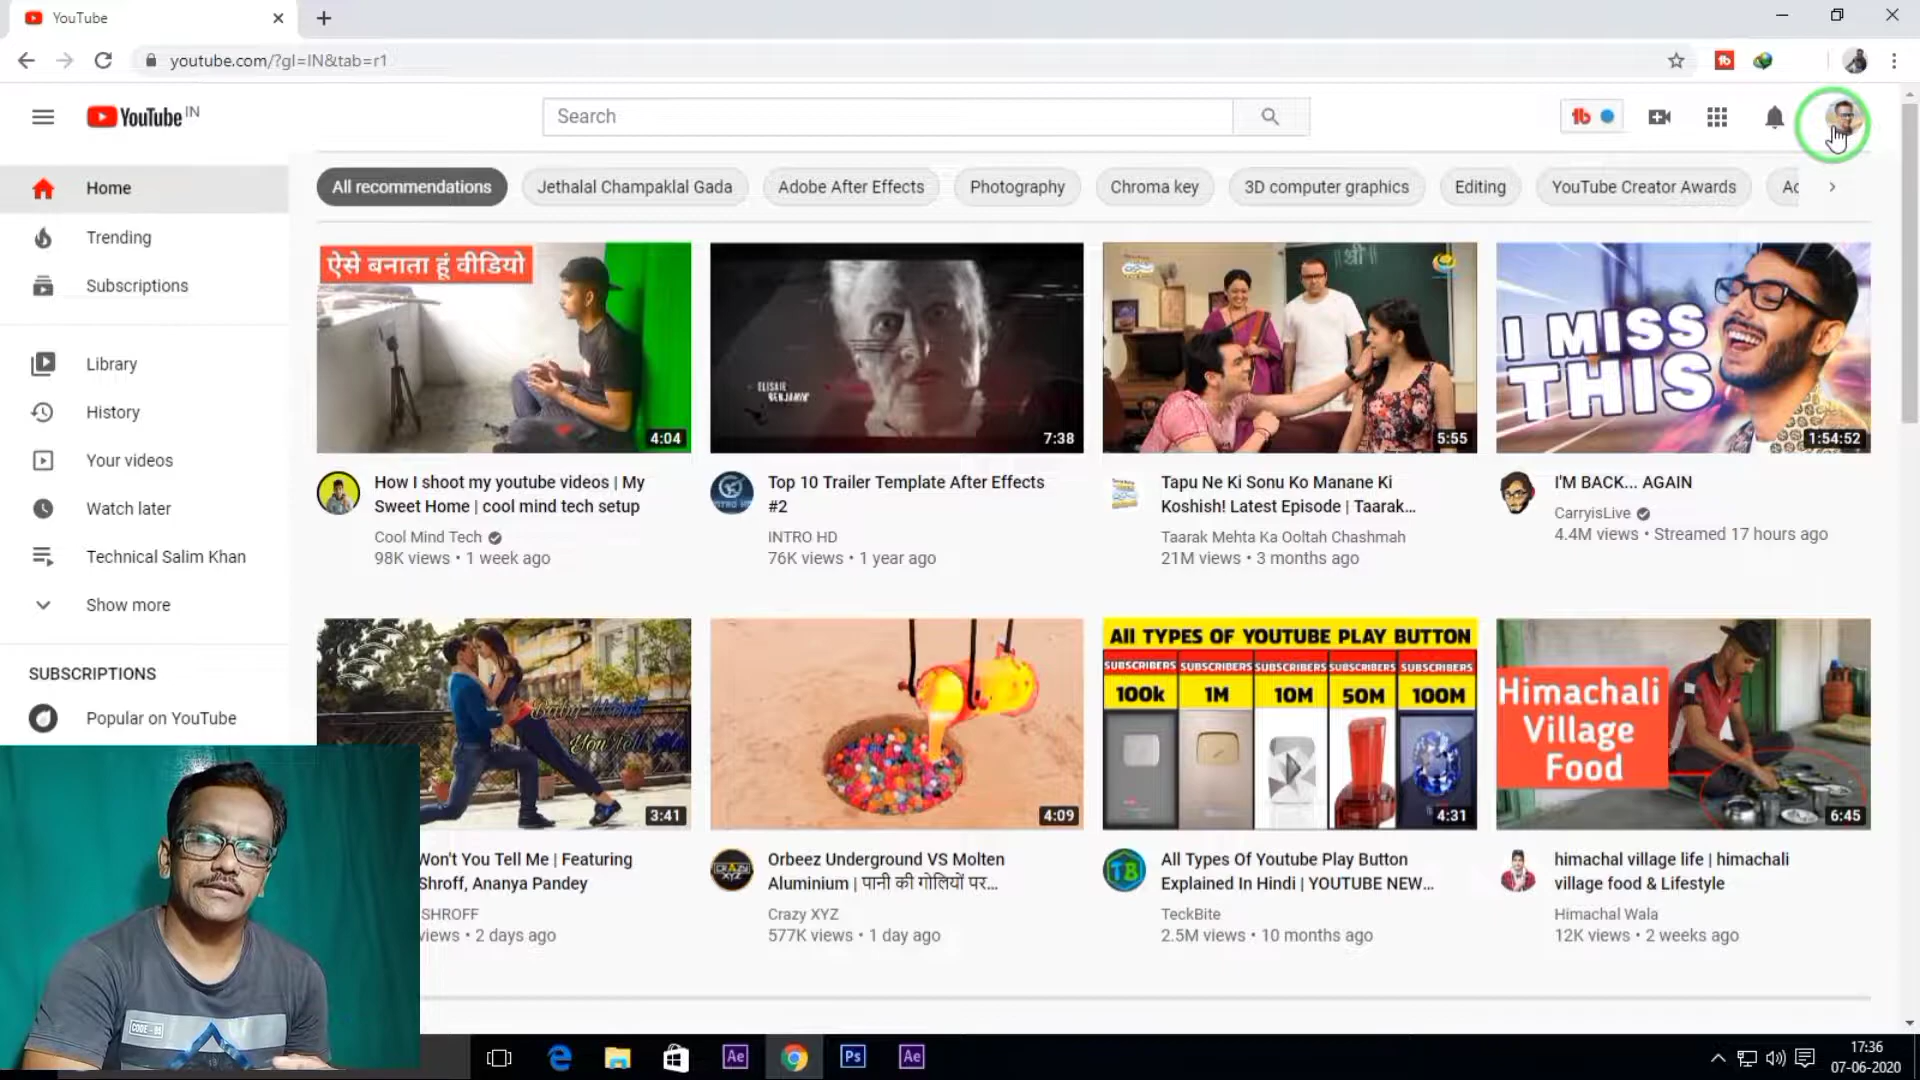 YouTube
youtube.com/?gl=IN&tab=r1
YouTube IN
Search
Home
Trending
Subscriptions
Library
History
Your videos
Watch later
Technical Salim Khan
Show more
SUBSCRIPTIONS
Popular on YouTube
All recommendations
Jethalal Champaklal Gada
Adobe After Effects
Photography
Chroma key
3D computer graphics
Editing
YouTube Creator Awards
ऐसे बनाता हूं वीडियो
4:04
How I shoot my youtube videos | My
Sweet Home | cool mind tech setup
Cool Mind Tech
98K views • 1 week ago
7:38
Top 10 Trailer Template After Effects
#2
INTRO HD
76K views • 1 year ago
5:55
Tapu Ne Ki Sonu Ko Manane Ki
Koshish! Latest Episode | Taarak...
Taarak Mehta Ka Ooltah Chashmah
21M views • 3 months ago
I MISS
THIS
1:54:52
I'M BACK... AGAIN
CarryisLive
4.4M views • Streamed 17 hours ago
3:41
Won't You Tell Me | Featuring
Shroff, Ananya Pandey
SHROFF
views • 2 days ago
4:09
Orbeez Underground VS Molten
Aluminium | पानी की गोलियों पर...
Crazy XYZ
577K views • 1 day ago
All TYPES OF YOUTUBE PLAY BUTTON
SUBSCRIBERS SUBSCRIBERS SUBSCRIBERS SUBSCRIBERS SUBSCRIBERS
100k 1M 10M 50M 100M
4:31
All Types Of Youtube Play Button
Explained In Hindi | YOUTUBE NEW...
TeckBite
2.5M views • 10 months ago
Himachali
Village
Food
6:45
himachal village life | himachali
village food & Lifestyle
Himachal Wala
12K views • 2 weeks ago
Ae
Ps
Ae
17:36
07-06-2020